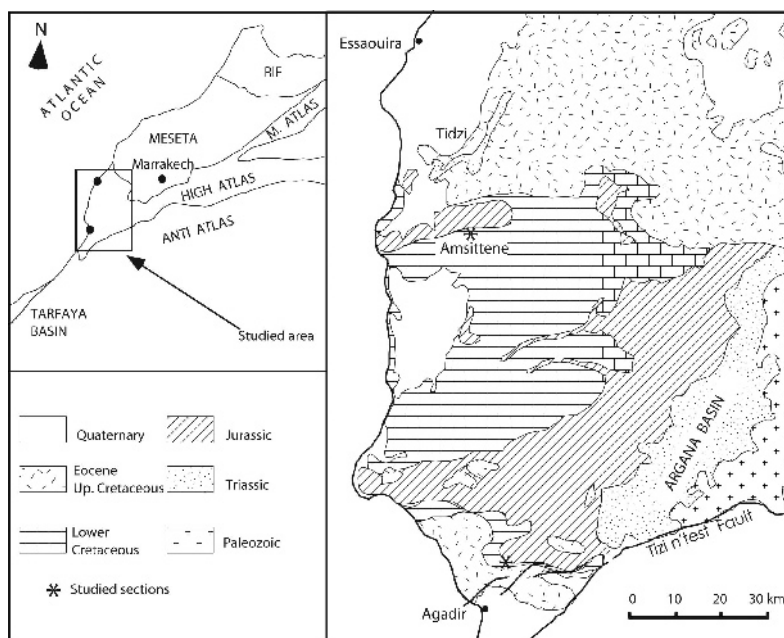 N
ATLANTIC
OCEAN
RIF
M. ATLAS
MESETA
Marrakech
HIGH ATLAS
ANTI ATLAS
TARFAYA
BASIN
Studied area
Quaternary
Jurassic
Eocene
Up. Cretaceous
Triassic
Lower
Cretaceous
Paleozoic
Studied sections
Essaouira
Tidzi
Amsittene
ARGANA BASIN
Tizi n'test Fault
Agadir
0 10 20 30 km